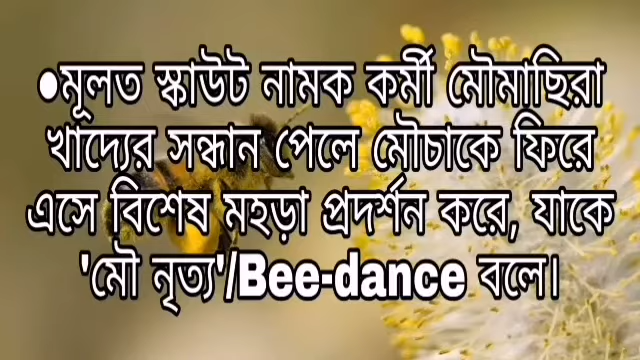 ●মূলত স্কাউট নামক কর্মী মৌমাছিরা
খাদ্যের সন্ধান পেলে মৌচাকে ফিরে
এসে বিশেষ মহড়া প্রদর্শন করে, যাকে
'মৌ নৃত্য'/Bee-dance বলে।